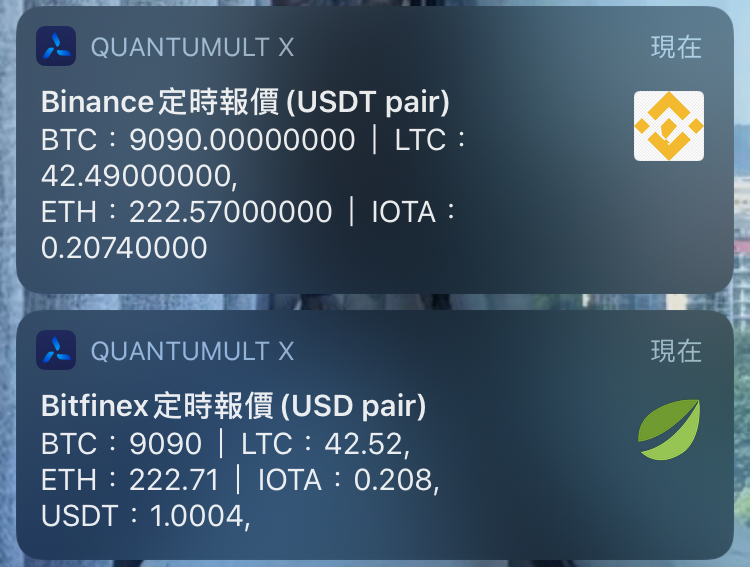 QUANTUMULT X 現在
Binance定時報價 (USDT pair)
BTC：9090.00000000｜LTC：
42.49000000,
ETH：222.57000000｜IOTA：
0.20740000
QUANTUMULT X 現在
Bitfinex定時報價 (USD pair)
BTC：9090｜LTC：42.52,
ETH：222.71｜IOTA：0.208,
USDT：1.0004,